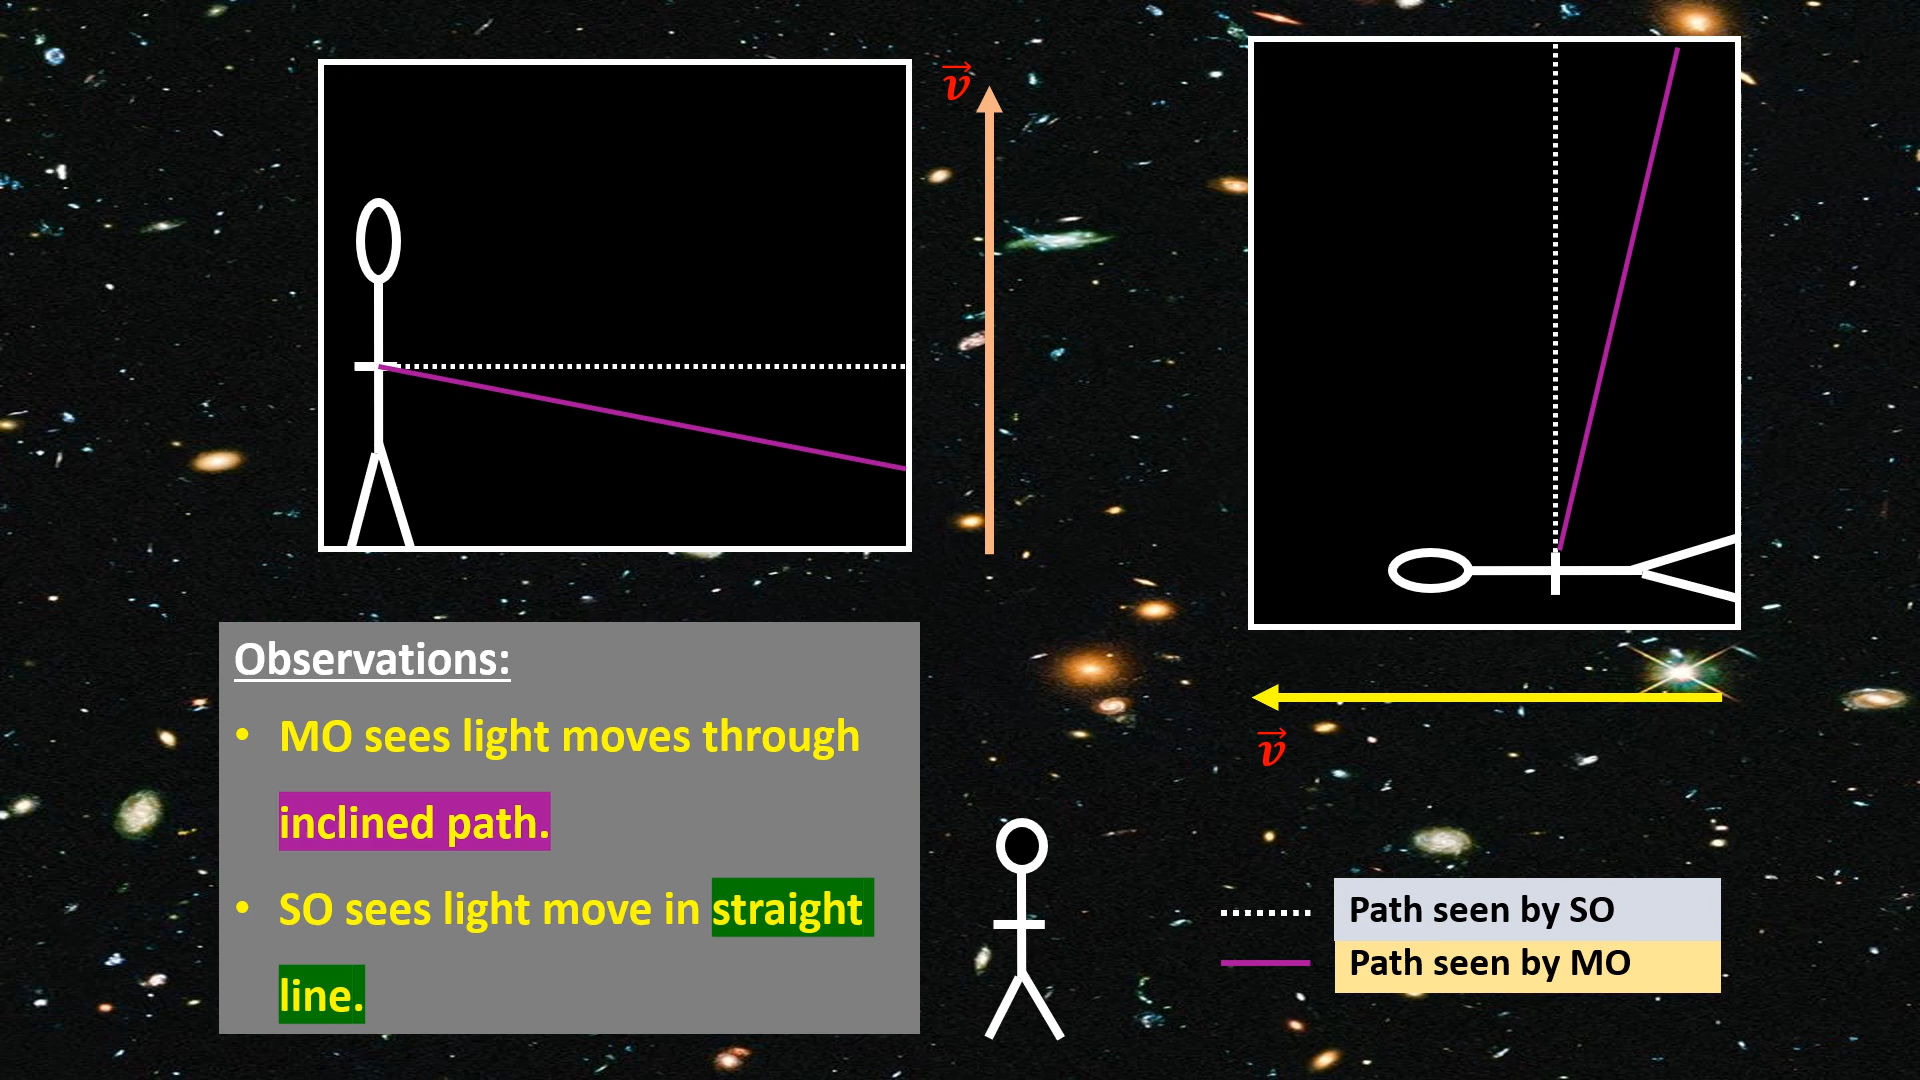 v⃗
Observations:
• MO sees light moves through
inclined path.
• SO sees light move in straight
line.
v⃗
Path seen by SO
Path seen by MO